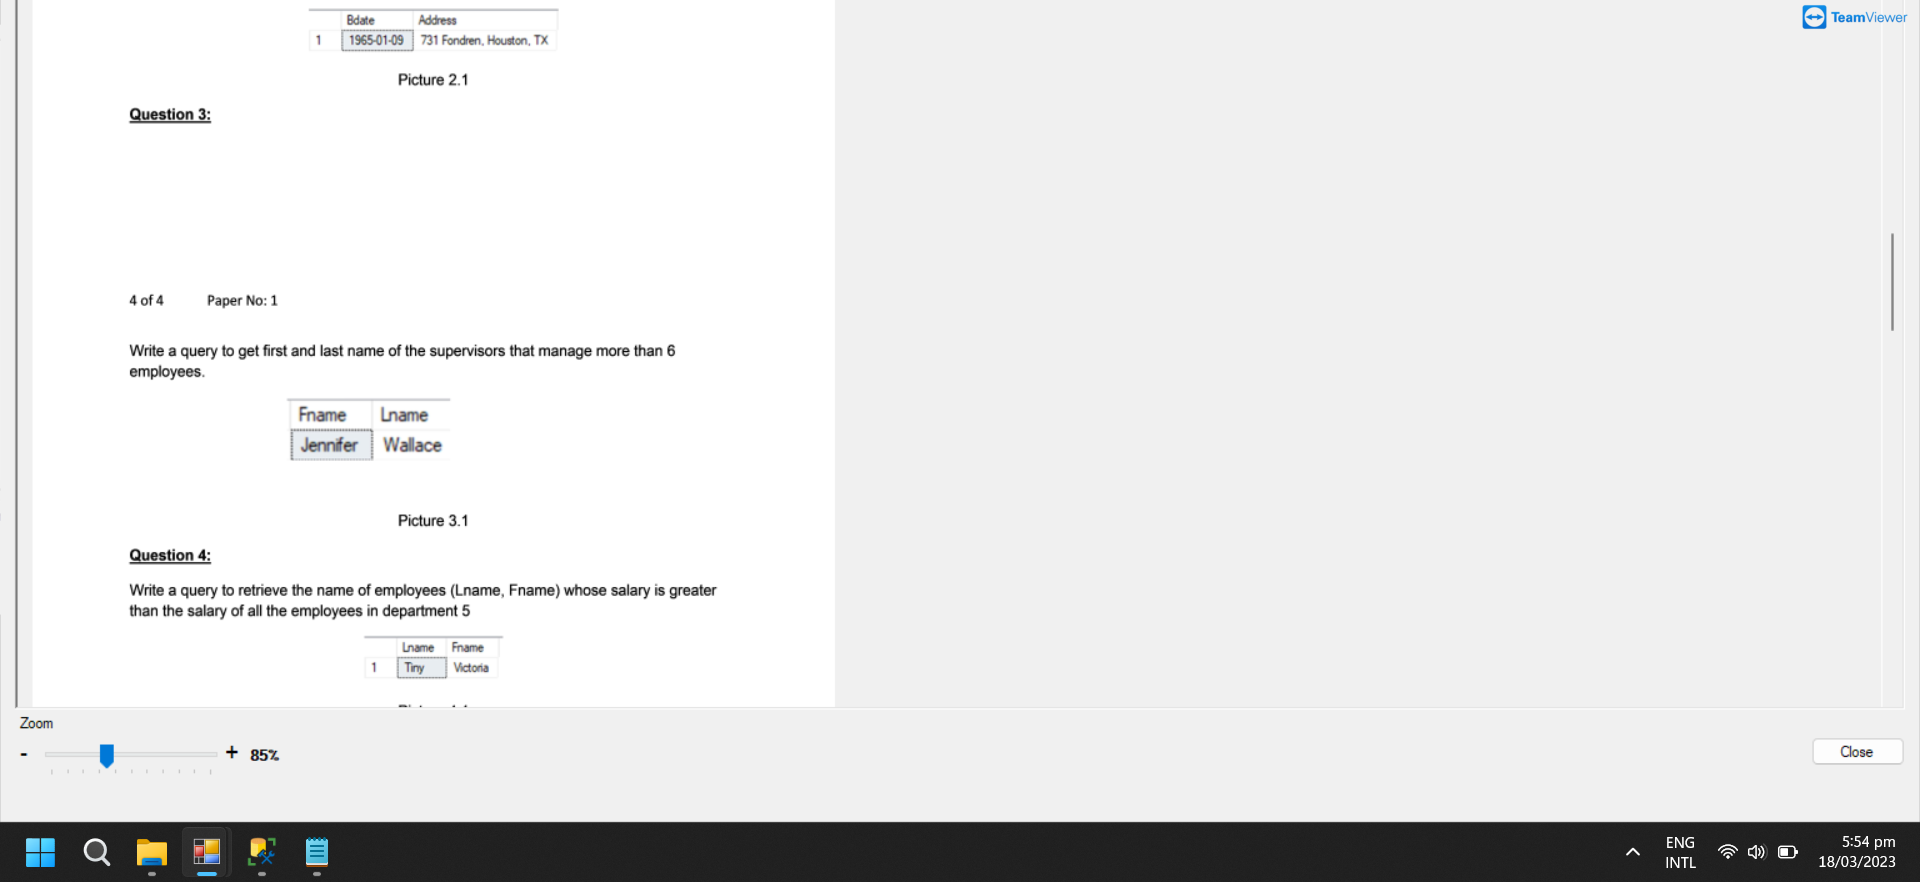 TeamViewer
Bdate Address
1 1965-01-09 731 Fondren, Houston, TX
Picture 2.1
Question 3:
4 of 4 Paper No: 1
Write a query to get first and last name of the supervisors that manage more than 6
employees.
Fname Lname
Jennifer Wallace
Picture 3.1
Question 4:
Write a query to retrieve the name of employees (Lname, Fname) whose salary is greater
than the salary of all the employees in department 5
Lname Fname
1 Tiny Victoria
Zoom
- + 85%
Close
ENG
INTL
5:54 pm
18/03/2023